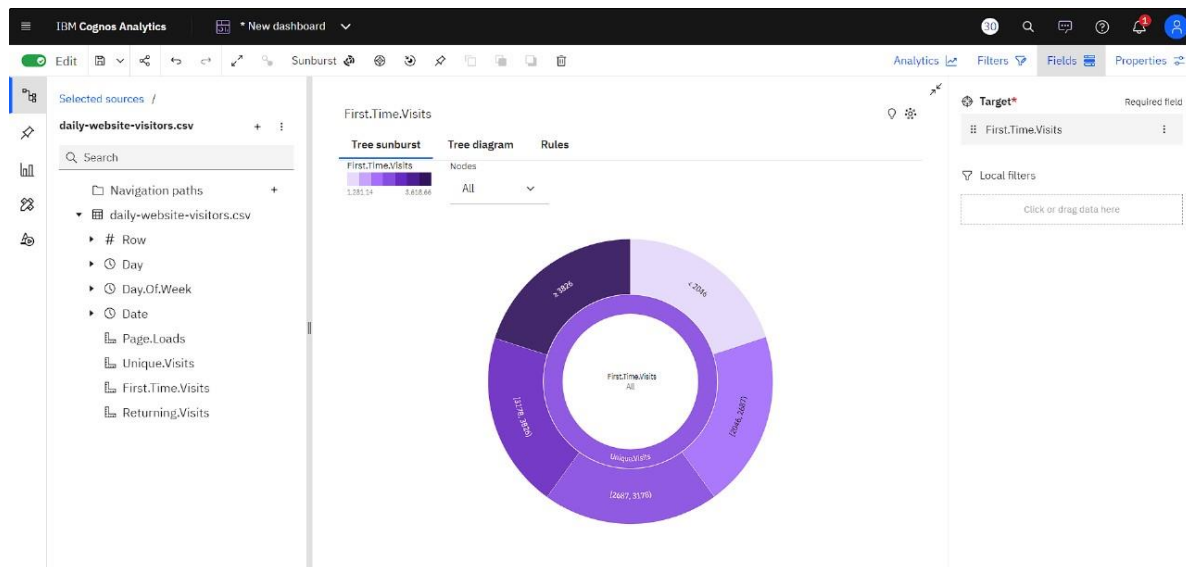 IBM Cognos Analytics
* New dashboard
30
1
Edit
Sunburst
Analytics
Filters
Fields
Properties
Selected sources /
daily-website-visitors.csv
Search
Navigation paths
daily-website-visitors.csv
# Row
Day
Day.Of.Week
Date
Page.Loads
Unique.Visits
First.Time.Visits
Returning.Visits
First.Time.Visits
Tree sunburst
Tree diagram
Rules
First.Time.Visits
Nodes
All
≥ 3826
< 2046
[3178, 3826)
[2046, 2687)
First.Time.Visits
All
Unique.Visits
[2687, 3178)
Target*
Required field
First.Time.Visits
Local filters
Click or drag data here